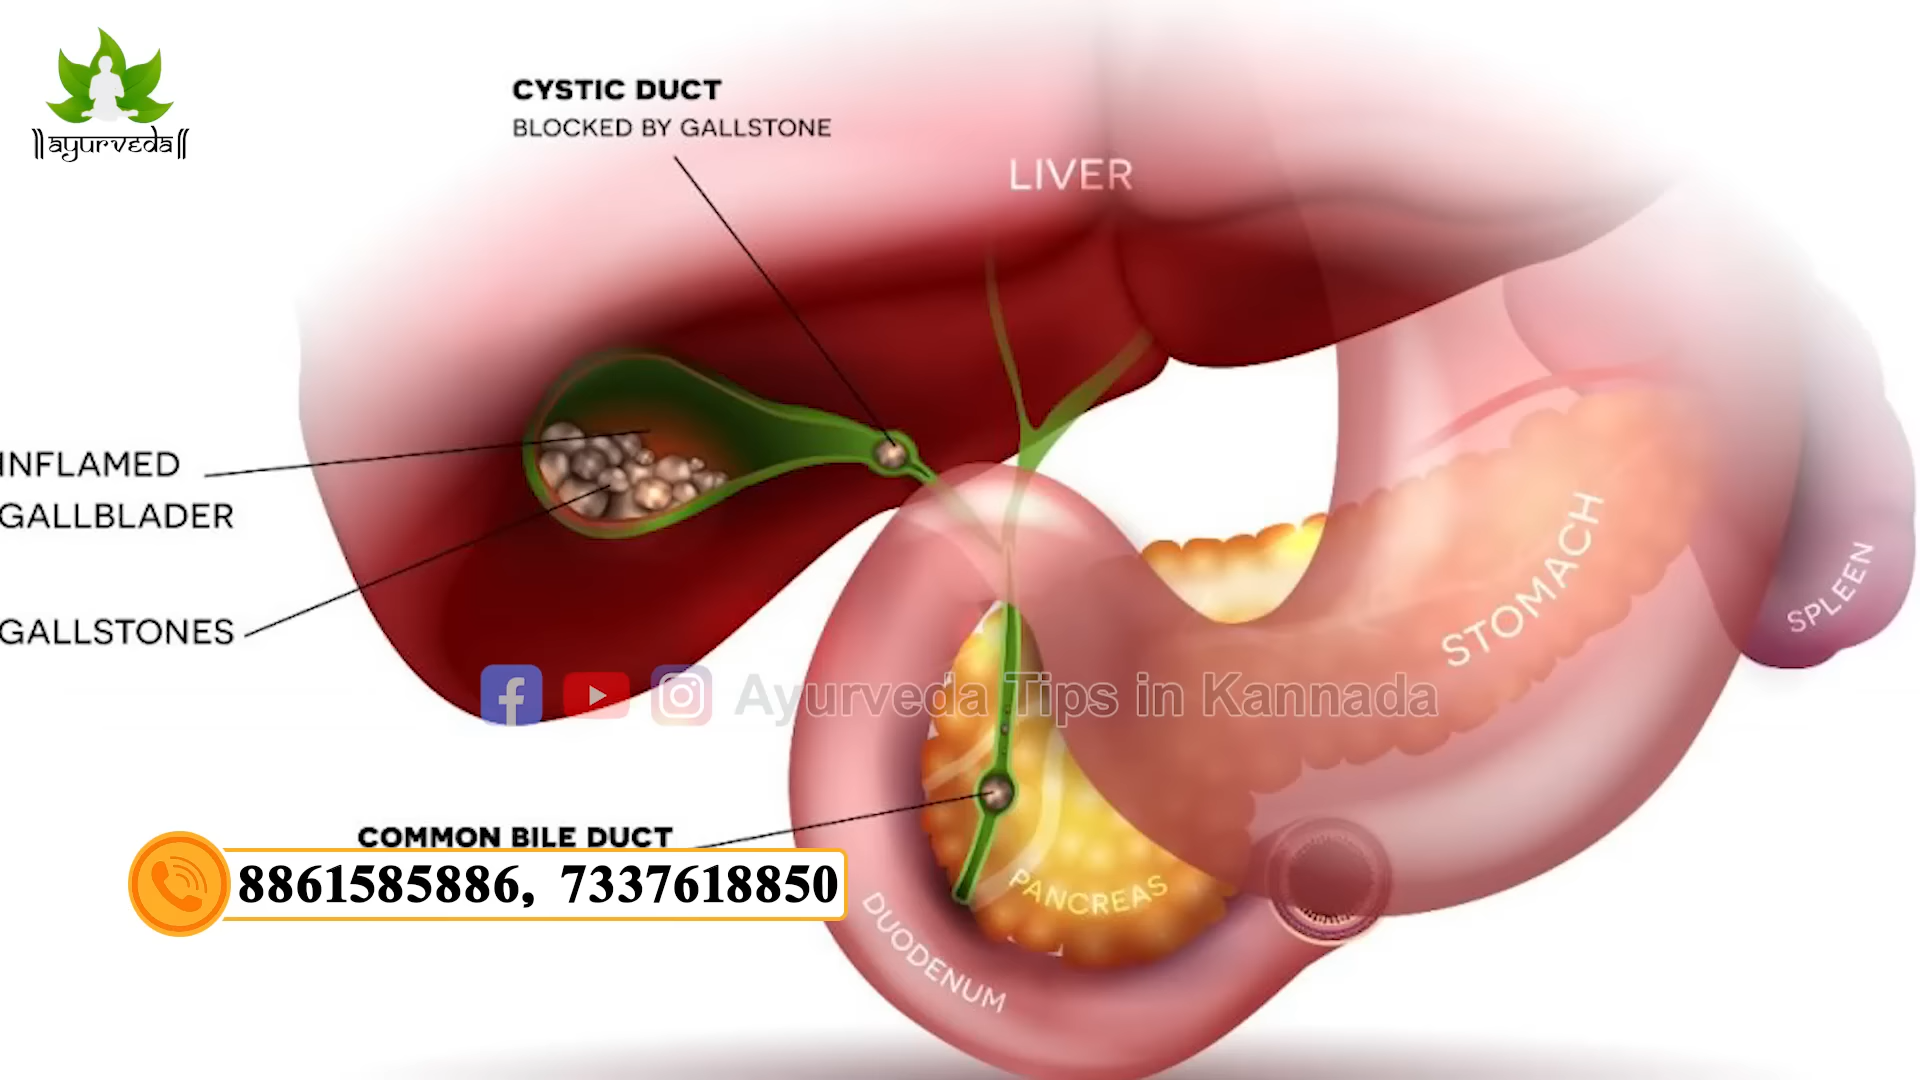 ||ayurveda||
CYSTIC DUCT
BLOCKED BY GALLSTONE
LIVER
INFLAMED
GALLBLADER
GALLSTONES
STOMACH
SPLEEN
Ayurveda Tips in Kannada
COMMON BILE DUCT
8861585886, 7337618850
PANCREAS
DUODENUM